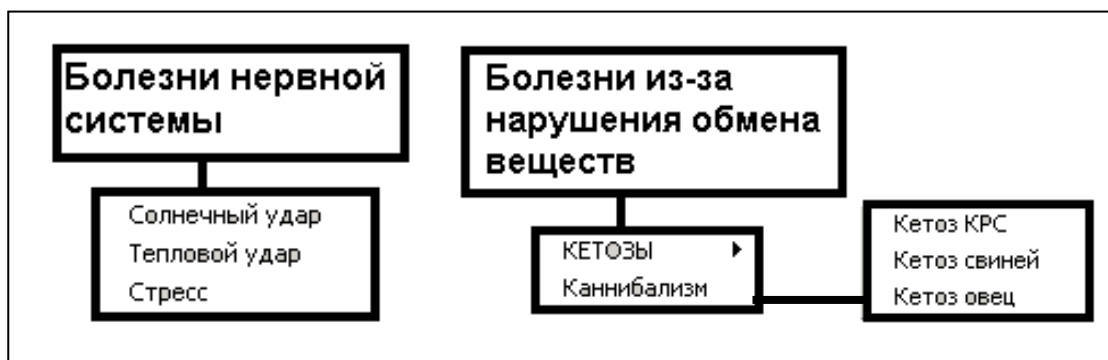 Болезни нервной
системы
Солнечный удар
Тепловой удар
Стресс
Болезни из-за
нарушения обмена
веществ
КЕТОЗЫ
Каннибализм
Кетоз КРС
Кетоз свиней
Кетоз овец